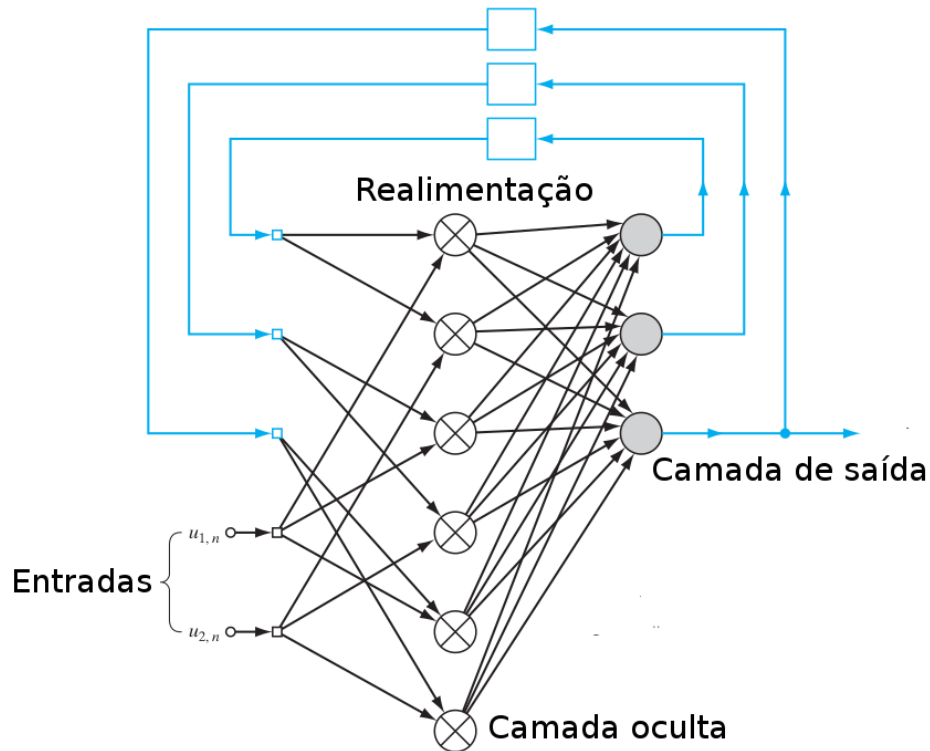 Realimentação
Camada de saída
u1,n
Entradas
u2,n
Camada oculta